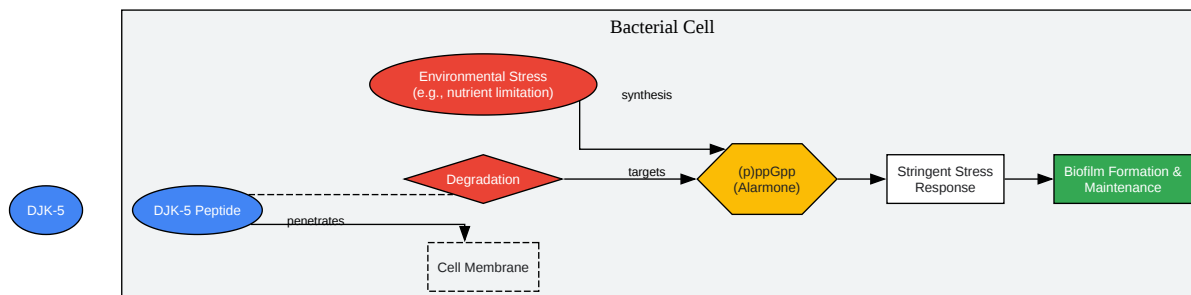 Bacterial Cell
Environmental Stress
(e.g., nutrient limitation)
synthesis
Degradation
targets
(p)ppGpp
(Alarmone)
Stringent Stress
Response
Biofilm Formation &
Maintenance
DJK-5
DJK-5 Peptide
penetrates
Cell Membrane